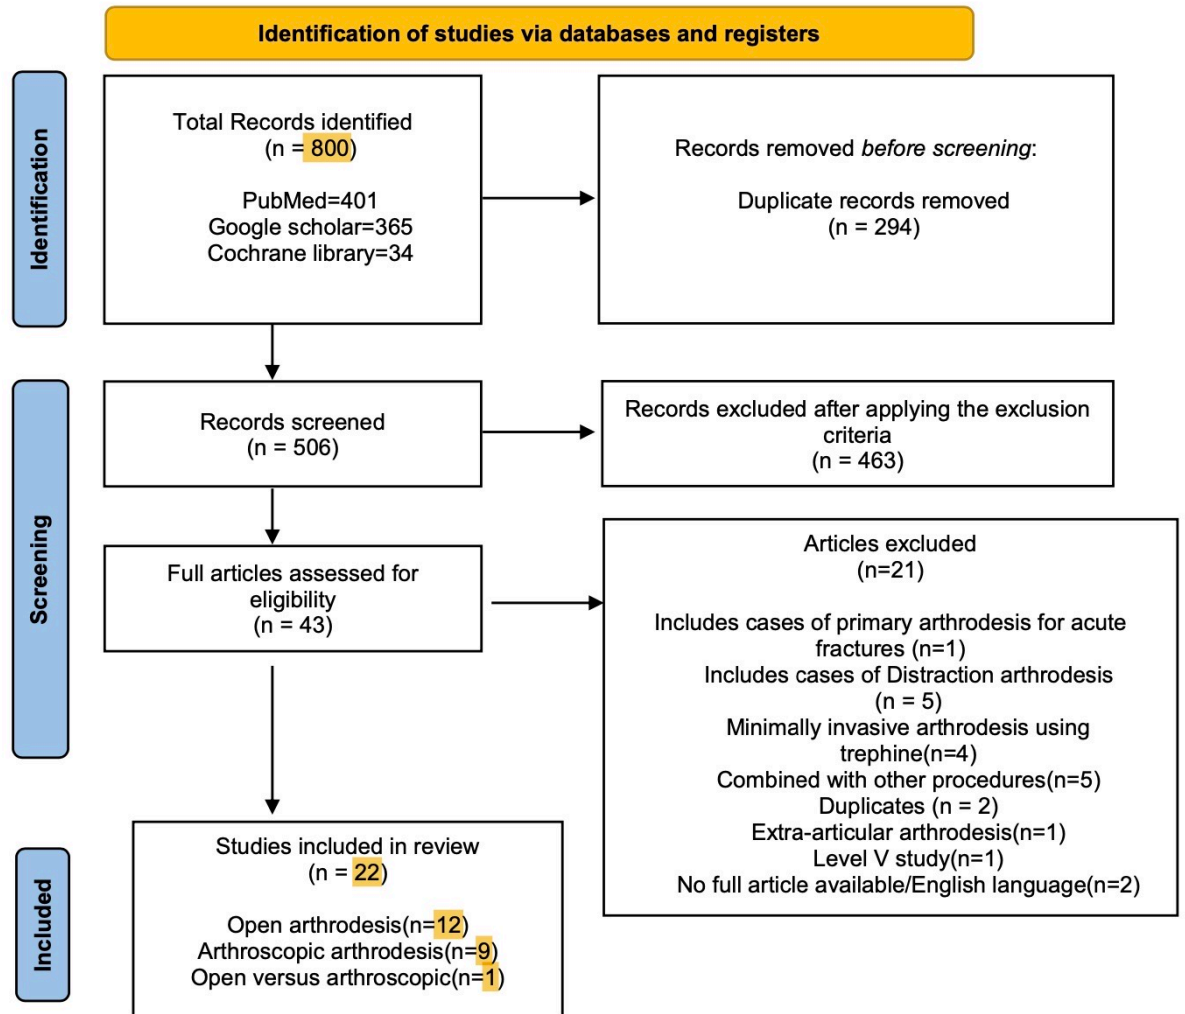 Identification of studies via databases and registers
Identification
Total Records identified
(n = 800)
PubMed=401
Google scholar=365
Cochrane library=34
Records removed before screening:
Duplicate records removed
(n = 294)
Screening
Records screened
(n = 506)
Records excluded after applying the exclusion
criteria
(n = 463)
Full articles assessed for
eligibility
(n = 43)
Articles excluded
(n=21)
Includes cases of primary arthrodesis for acute
fractures (n=1)
Includes cases of Distraction arthrodesis
(n = 5)
Minimally invasive arthrodesis using
trephine(n=4)
Combined with other procedures(n=5)
Duplicates (n = 2)
Extra-articular arthrodesis(n=1)
Level V study(n=1)
No full article available/English language(n=2)
Included
Studies included in review
(n = 22)
Open arthrodesis(n=12)
Arthroscopic arthrodesis(n=9)
Open versus arthroscopic(n=1)